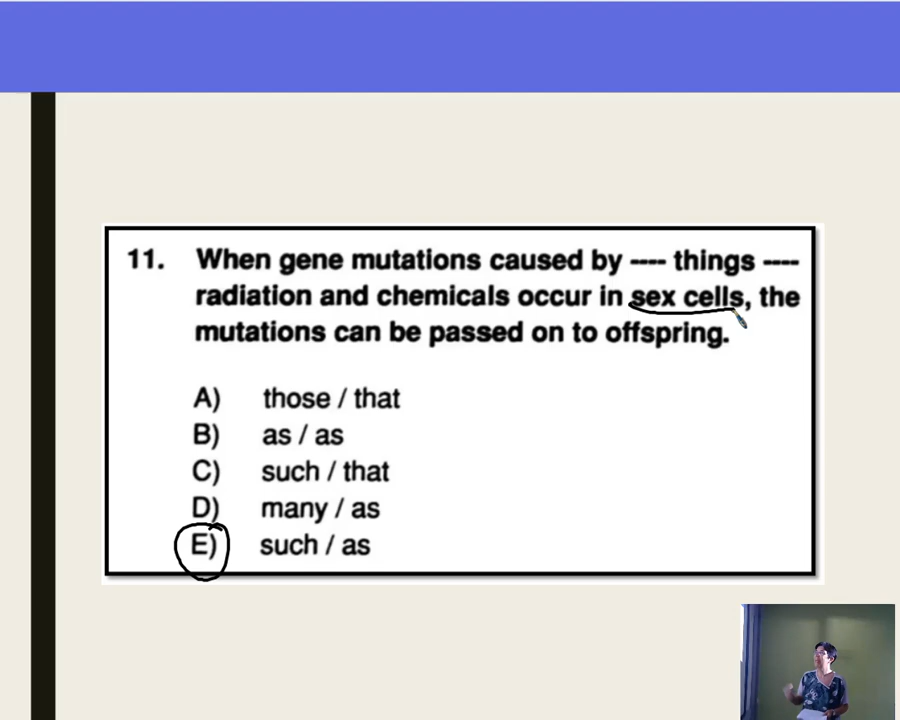 11. When gene mutations caused by ---- things ----
radiation and chemicals occur in sex cells, the
mutations can be passed on to offspring.
A) those / that
B) as / as
C) such / that
D) many / as
E) such / as